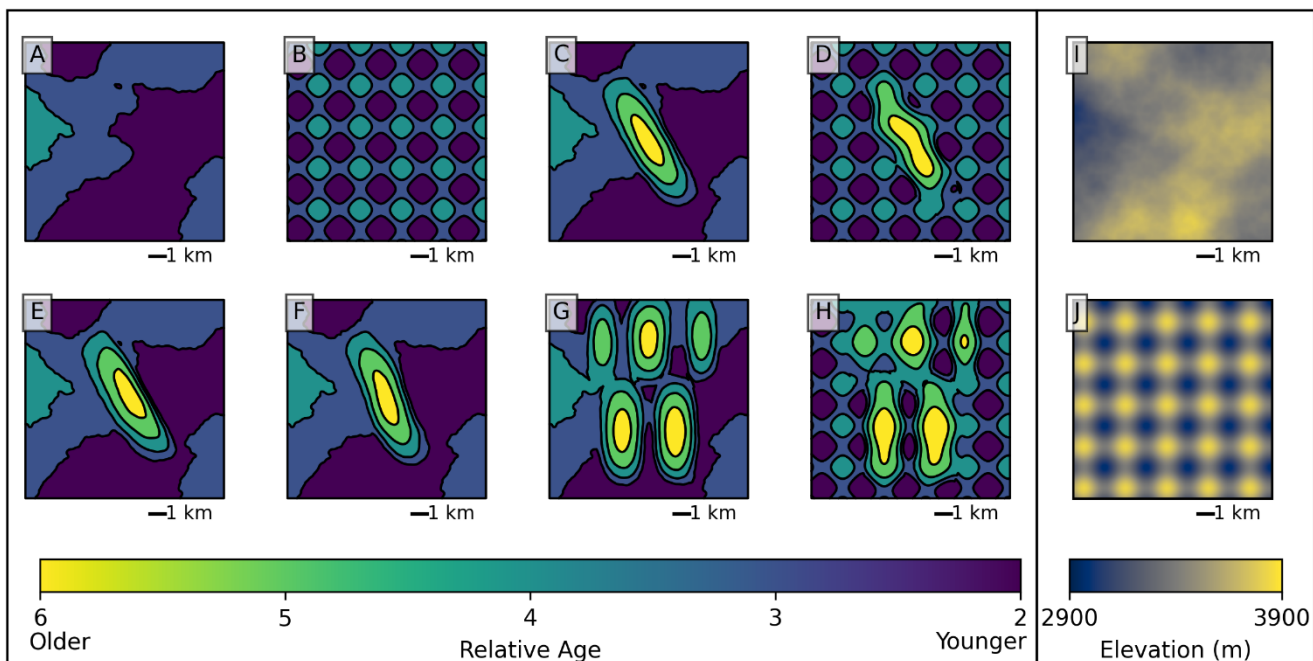 A
B
C
D
I
1 km
1 km
1 km
1 km
1 km
E
F
G
H
J
1 km
1 km
1 km
1 km
1 km
6
5
4
3
2
2900
3900
Older
Relative Age
Younger
Elevation (m)